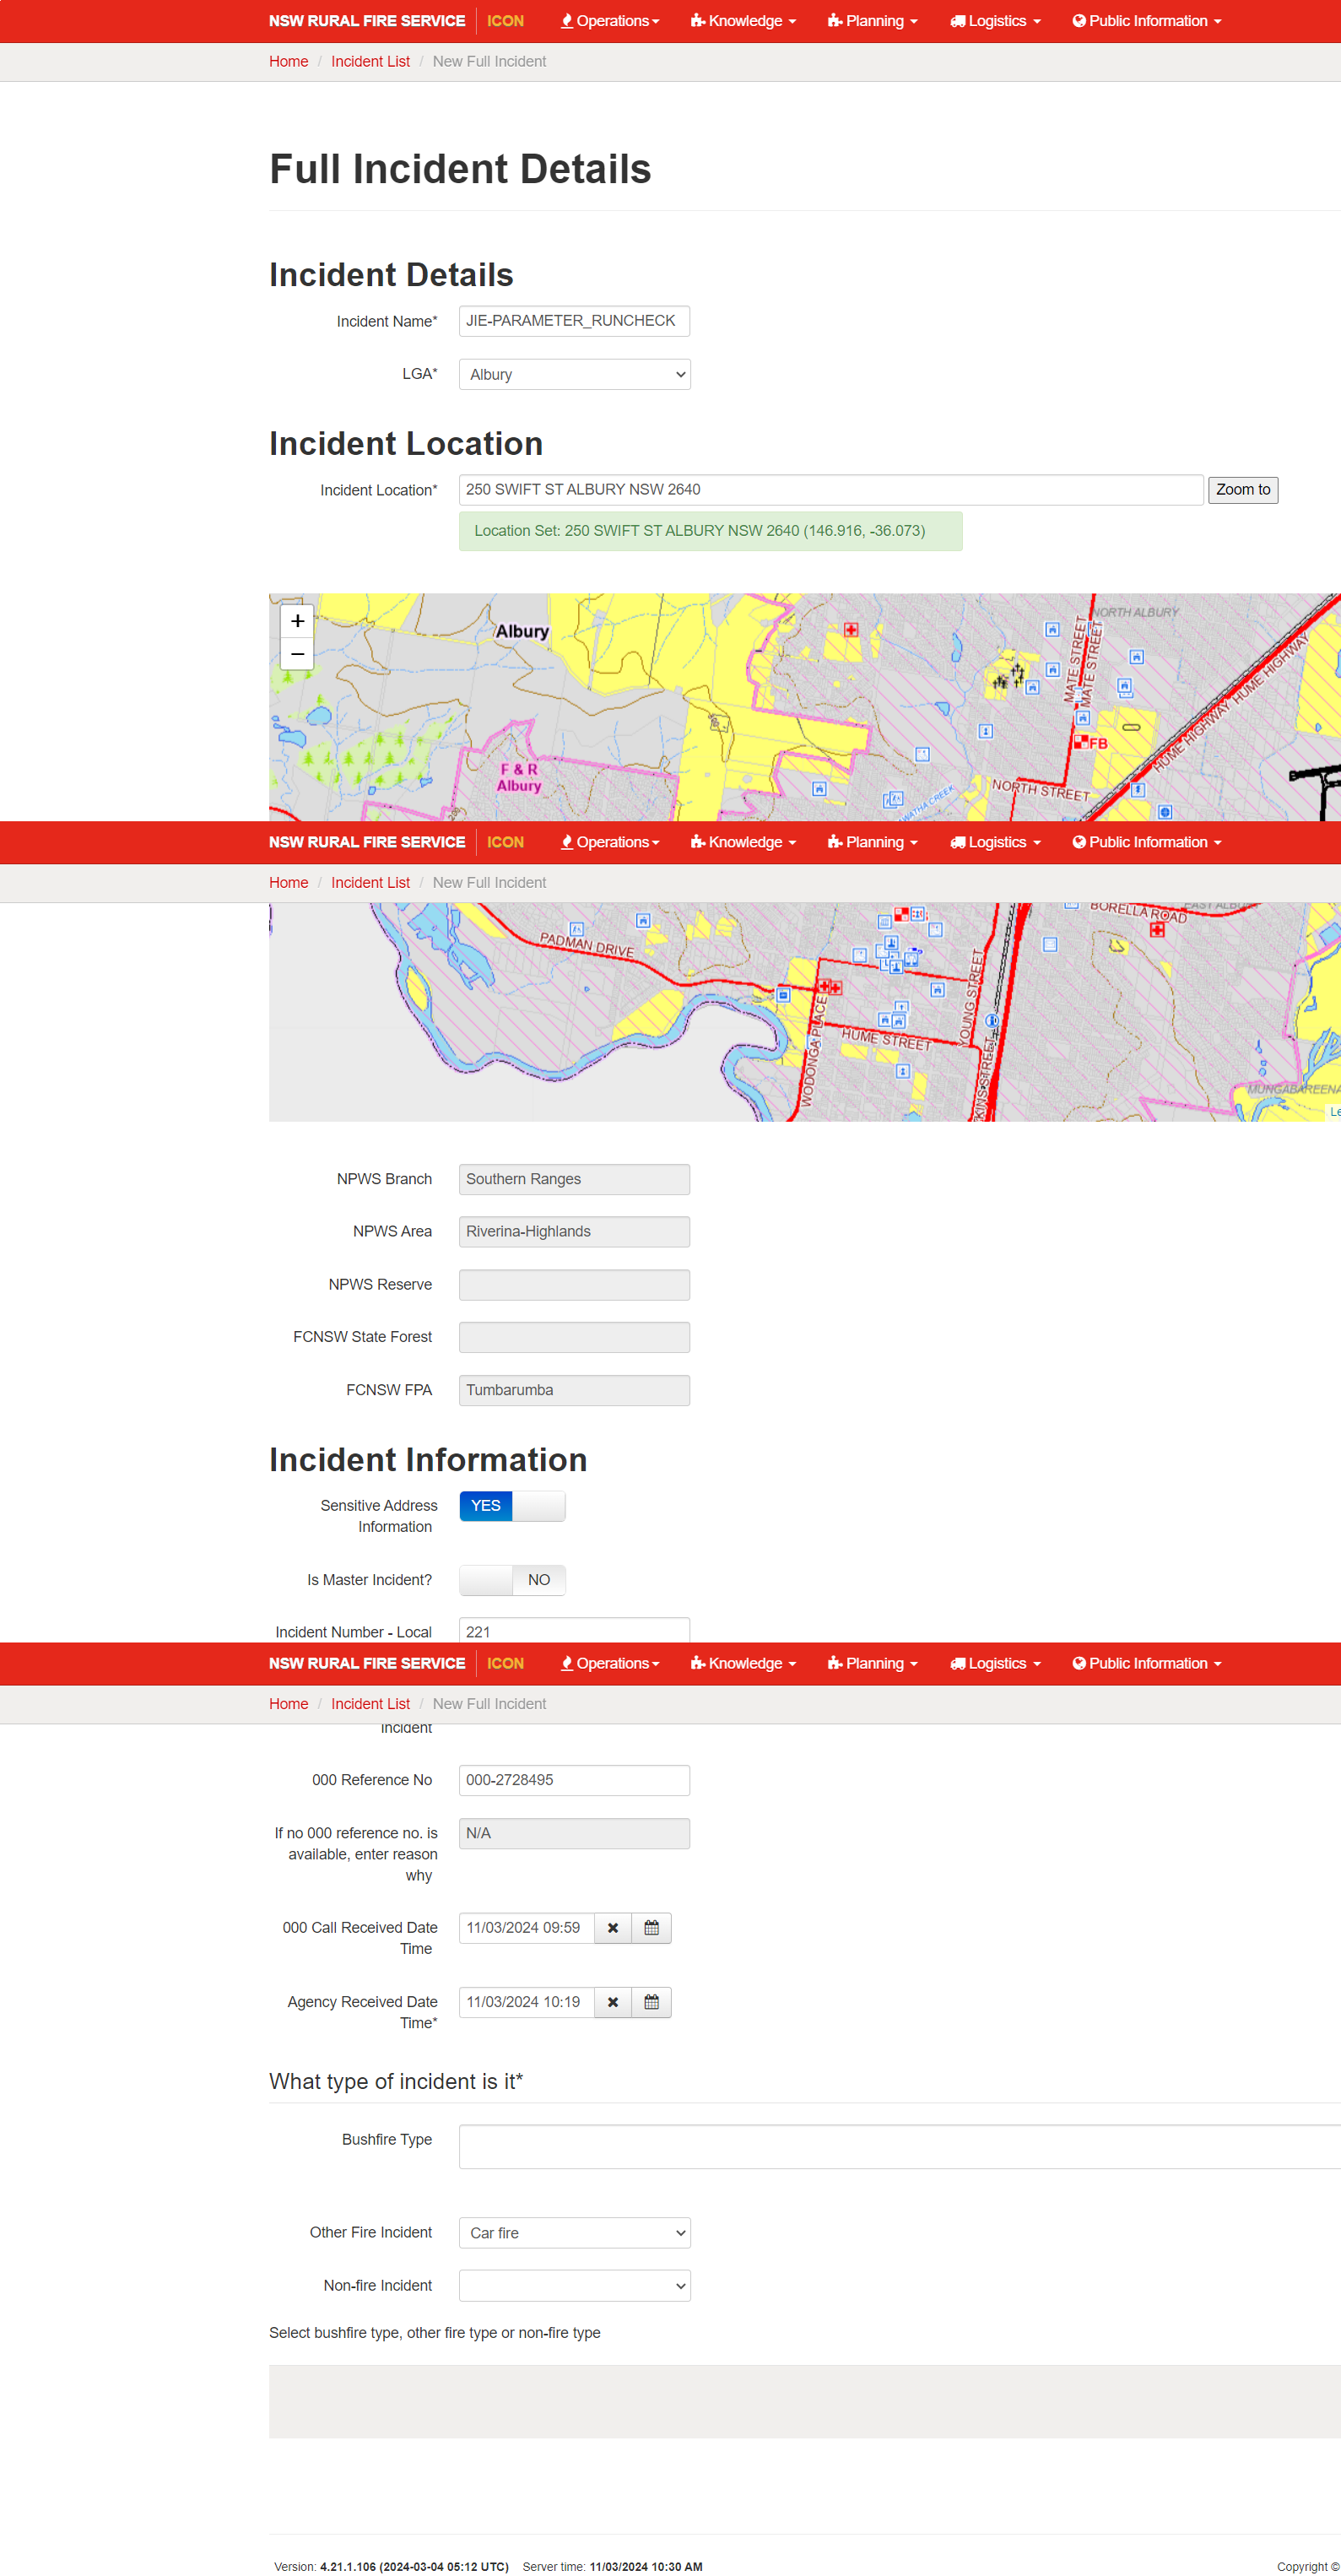 NSW RURAL FIRE SERVICE ICON Operations Knowledge Planning Logistics Public Information
Home / Incident List / New Full Incident
Full Incident Details
Incident Details
Incident Name* JIE-PARAMETER_RUNCHECK
LGA* Albury
Incident Location
Incident Location* 250 SWIFT ST ALBURY NSW 2640 Zoom to
Location Set: 250 SWIFT ST ALBURY NSW 2640 (146.916, -36.073)
+
−
Albury
NORTH ALBURY
MATE STREET
MATE STREET
HUME HIGHWAY HUME HIGHWAY
FB
F & R
Albury
NORTH STREET
WATHA CREEK
NSW RURAL FIRE SERVICE ICON Operations Knowledge Planning Logistics Public Information
Home / Incident List / New Full Incident
EAST ALBU
BORELLA ROAD
PADMAN DRIVE
YOUNG STREET
WODONGA PLACE
HUME STREET
KINS STREET
MUNGABAREENA
Le
NPWS Branch Southern Ranges
NPWS Area Riverina-Highlands
NPWS Reserve
FCNSW State Forest
FCNSW FPA Tumbarumba
Incident Information
Sensitive Address YES
Information
Is Master Incident? NO
Incident Number - Local 221
NSW RURAL FIRE SERVICE ICON Operations Knowledge Planning Logistics Public Information
Home / Incident List / New Full Incident
Incident
000 Reference No 000-2728495
If no 000 reference no. is N/A
available, enter reason
why
000 Call Received Date 11/03/2024 09:59
Time
Agency Received Date 11/03/2024 10:19
Time*
What type of incident is it*
Bushfire Type
Other Fire Incident Car fire
Non-fire Incident
Select bushfire type, other fire type or non-fire type
Version: 4.21.1.106 (2024-03-04 05:12 UTC) Server time: 11/03/2024 10:30 AM Copyright ©